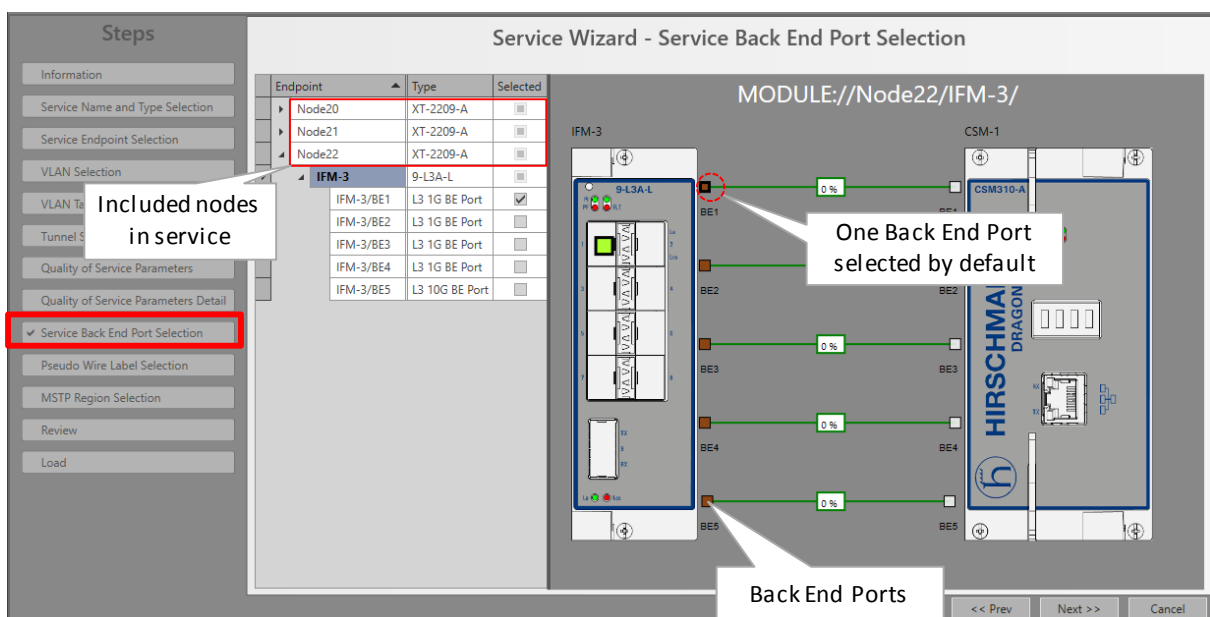 Steps
Service Wizard - Service Back End Port Selection
Information
Service Name and Type Selection
Service Endpoint Selection
VLAN Selection
VLAN Ta
Tunnel S
Quality of Service Parameters
Quality of Service Parameters Detail
Service Back End Port Selection
Pseudo Wire Label Selection
MSTP Region Selection
Review
Load
Endpoint Type Selected
Node20 XT-2209-A
Node21 XT-2209-A
Node22 XT-2209-A
IFM-3 9-L3A-L
IFM-3/BE1 L3 1G BE Port
IFM-3/BE2 L3 1G BE Port
IFM-3/BE3 L3 1G BE Port
IFM-3/BE4 L3 1G BE Port
IFM-3/BE5 L3 10G BE Port
Included nodes
in service
MODULE://Node22/IFM-3/
IFM-3
CSM-1
9-L3A-L
CSM310-A
0 %
BE1
One Back End Port
selected by default
BE2
BE2
0 %
BE3
BE3
0 %
BE4
BE4
0 %
BE5
BE5
HIRSCHMA
DRAGON
Back End Ports
<< Prev
Next >>
Cancel